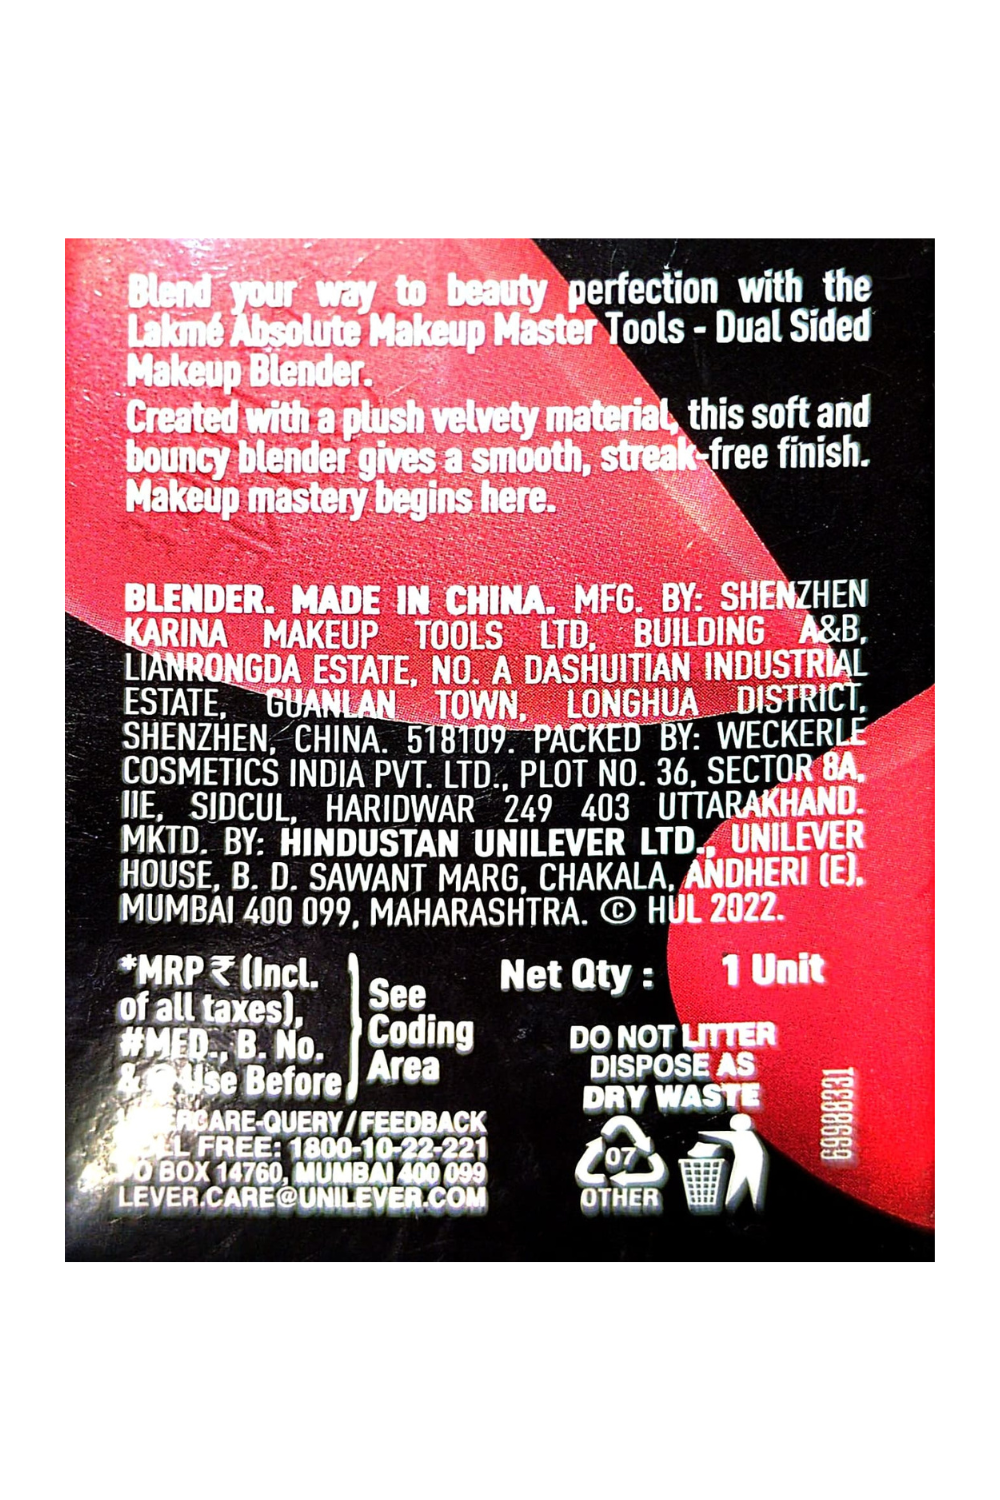 Blend your way to beauty perfection with the
Lakmé Absolute Makeup Master Tools - Dual Sided
Makeup Blender.
Created with a plush velvety material, this soft and
bouncy blender gives a smooth, streak-free finish.
Makeup mastery begins here.
BLENDER. MADE IN CHINA. MFG. BY: SHENZHEN
KARINA MAKEUP TOOLS LTD, BUILDING A&B,
LIANRONGDA ESTATE, NO. A DASHUITIAN INDUSTRIAL
ESTATE, GUANLAN TOWN, LONGHUA DISTRICT,
SHENZHEN, CHINA. 518109. PACKED BY: WECKERLE
COSMETICS INDIA PVT. LTD., PLOT NO. 36, SECTOR 8A,
IIE, SIDCUL, HARIDWAR 249 403 UTTARAKHAND.
MKTD. BY: HINDUSTAN UNILEVER LTD., UNILEVER
HOUSE, B. D. SAWANT MARG, CHAKALA, ANDHERI (E),
MUMBAI 400 099, MAHARASHTRA. © HUL 2022.
*MRP ₹ (Incl.
of all taxes),
#MFD., B. No.
& @ Use Before
See
Coding
Area
Net Qty : 1 Unit
DO NOT LITTER
DISPOSE AS
DRY WASTE
07
OTHER
69988331
QUERY / FEEDBACK
FREE: 1800-10-22-221
BOX 14760, MUMBAI 400 099
LEVER.CARE@UNILEVER.COM